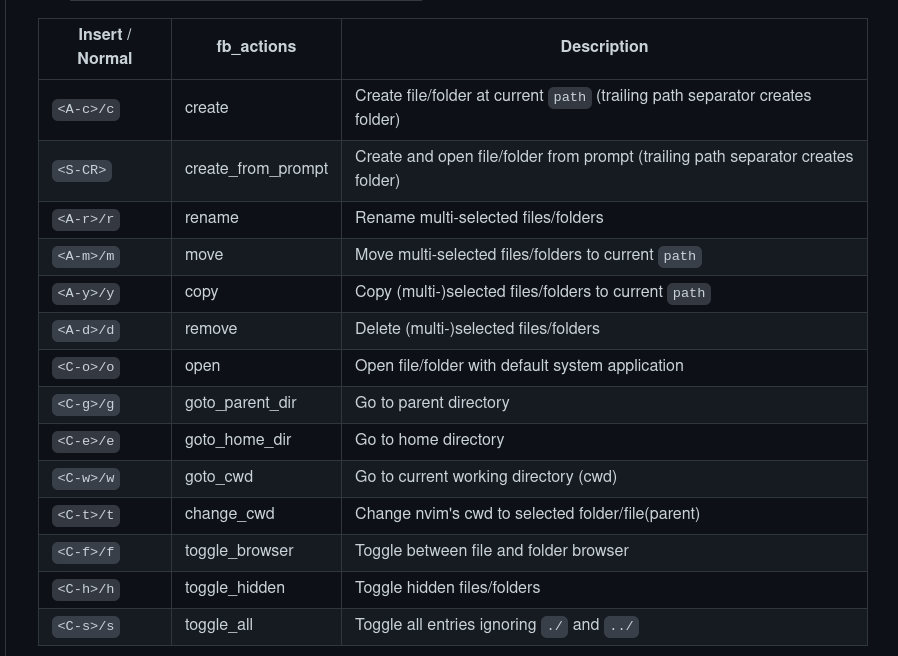 Insert / Normal fb_actions Description
<A-c>/c create Create file/folder at current path (trailing path separator creates folder)
<S-CR> create_from_prompt Create and open file/folder from prompt (trailing path separator creates folder)
<A-r>/r rename Rename multi-selected files/folders
<A-m>/m move Move multi-selected files/folders to current path
<A-y>/y copy Copy (multi-)selected files/folders to current path
<A-d>/d remove Delete (multi-)selected files/folders
<C-o>/o open Open file/folder with default system application
<C-g>/g goto_parent_dir Go to parent directory
<C-e>/e goto_home_dir Go to home directory
<C-w>/w goto_cwd Go to current working directory (cwd)
<C-t>/t change_cwd Change nvim's cwd to selected folder/file(parent)
<C-f>/f toggle_browser Toggle between file and folder browser
<C-h>/h toggle_hidden Toggle hidden files/folders
<C-s>/s toggle_all Toggle all entries ignoring ./ and ../